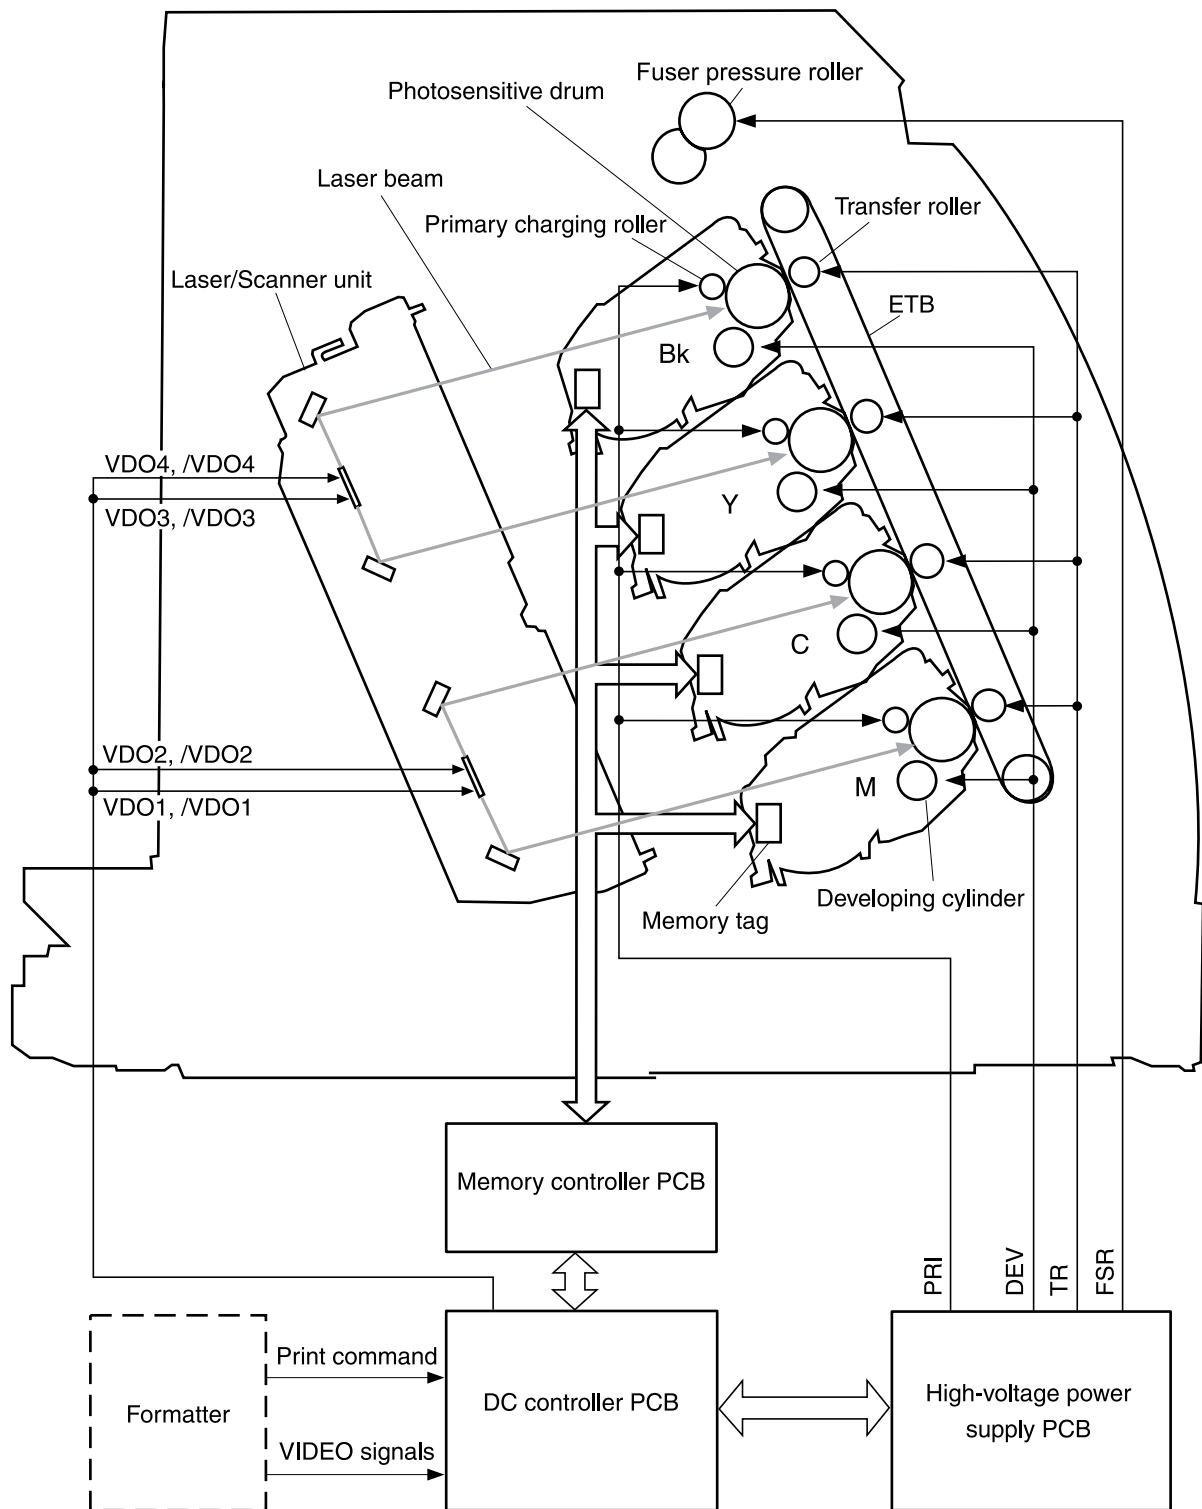 Fuser pressure roller
Photosensitive drum
Laser beam
Primary charging roller
Transfer roller
Laser/Scanner unit
ETB
Bk
VDO4, /VDO4
VDO3, /VDO3
Y
C
VDO2, /VDO2
VDO1, /VDO1
M
Developing cylinder
Memory tag
Memory controller PCB
PRI
DEV
TR
FSR
Print command
Formatter
DC controller PCB
High-voltage power
supply PCB
VIDEO signals